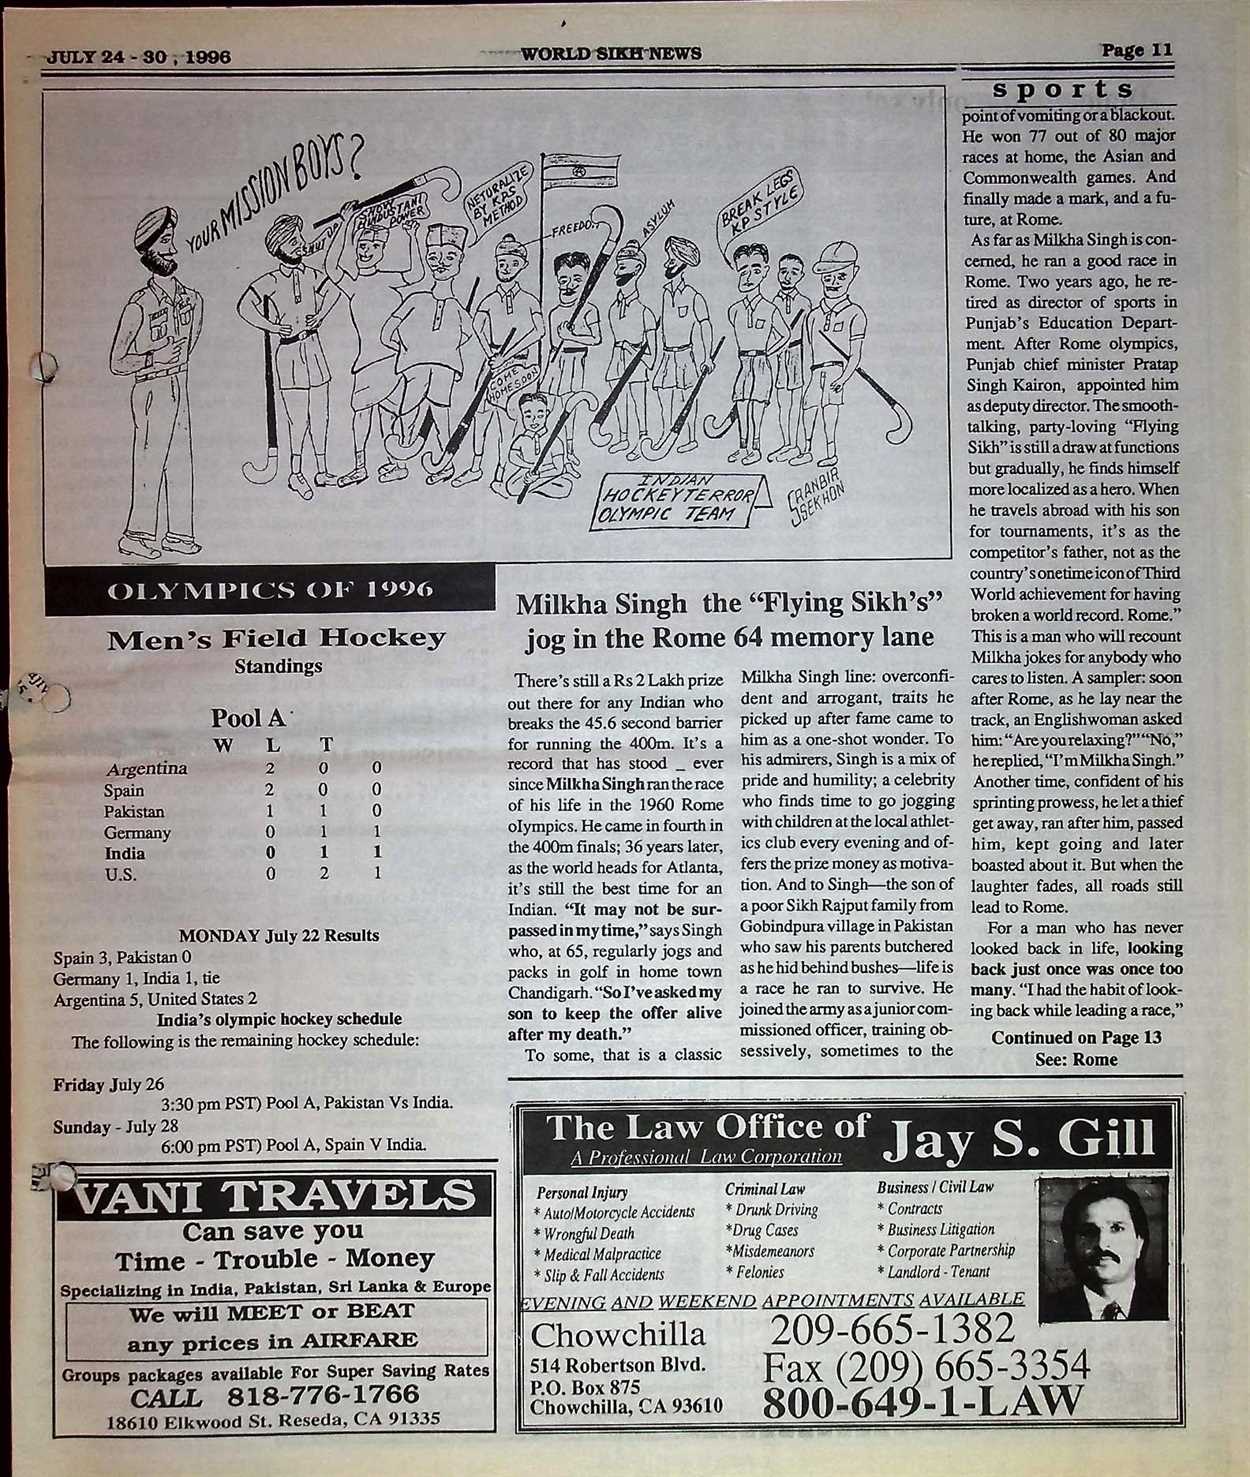 JULY 24 - 30 , 1996
WORLD SIKH NEWS
Page 11
YOUR MISSION BOYS?
SHUT UP
SHOW
HINDUSTANI
POWER
NETURALIZE
BY K.P.S
METHOD
FREEDO..
ASYLUM
BREAK LEGS
KP STYLE
COME
HOME SOON
INDIAN
HOCKEY TERROR
OLYMPIC TEAM
RANBIR
SEKHON
OLYMPICS OF 1996
Men's Field Hockey
Standings
Pool A
W L T
Argentina 2 0 0
Spain 2 0 0
Pakistan 1 1 0
Germany 0 1 1
India 0 1 1
U.S. 0 2 1
MONDAY July 22 Results
Spain 3, Pakistan 0
Germany 1, India 1, tie
Argentina 5, United States 2
India's olympic hockey schedule
The following is the remaining hockey schedule:
Friday July 26
3:30 pm PST) Pool A, Pakistan Vs India.
Sunday - July 28
6:00 pm PST) Pool A, Spain V India.
VANI TRAVELS
Can save you
Time - Trouble - Money
Specializing in India, Pakistan, Sri Lanka & Europe
We will MEET or BEAT
any prices in AIRFARE
Groups packages available For Super Saving Rates
CALL 818-776-1766
18610 Elkwood St. Reseda, CA 91335
Milkha Singh the "Flying Sikh's"
jog in the Rome 64 memory lane
There's still a Rs 2 Lakh prize
out there for any Indian who
breaks the 45.6 second barrier
for running the 400m. It's a
record that has stood _ ever
since Milkha Singh ran the race
of his life in the 1960 Rome
olympics. He came in fourth in
the 400m finals; 36 years later,
as the world heads for Atlanta,
it's still the best time for an
Indian. "It may not be sur-
passed in my time," says Singh
who, at 65, regularly jogs and
packs in golf in home town
Chandigarh. "So I've asked my
son to keep the offer alive
after my death."
To some, that is a classic
Milkha Singh line: overconfi-
dent and arrogant, traits he
picked up after fame came to
him as a one-shot wonder. To
his admirers, Singh is a mix of
pride and humility; a celebrity
who finds time to go jogging
with children at the local athlet-
ics club every evening and of-
fers the prize money as motiva-
tion. And to Singh—the son of
a poor Sikh Rajput family from
Gobindpura village in Pakistan
who saw his parents butchered
as he hid behind bushes—life is
a race he ran to survive. He
joined the army as a junior com-
missioned officer, training ob-
sessively, sometimes to the
sports
point of vomiting or a blackout.
He won 77 out of 80 major
races at home, the Asian and
Commonwealth games. And
finally made a mark, and a fu-
ture, at Rome.
As far as Milkha Singh is con-
cerned, he ran a good race in
Rome. Two years ago, he re-
tired as director of sports in
Punjab's Education Depart-
ment. After Rome olympics,
Punjab chief minister Pratap
Singh Kairon, appointed him
as deputy director. The smooth-
talking, party-loving "Flying
Sikh" is still a draw at functions
but gradually, he finds himself
more localized as a hero. When
he travels abroad with his son
for tournaments, it's as the
competitor's father, not as the
country's onetime icon of Third
World achievement for having
broken a world record. Rome."
This is a man who will recount
Milkha jokes for anybody who
cares to listen. A sampler: soon
after Rome, as he lay near the
track, an Englishwoman asked
him: "Are you relaxing?" "No,"
he replied, "I'm Milkha Singh."
Another time, confident of his
sprinting prowess, he let a thief
get away, ran after him, passed
him, kept going and later
boasted about it. But when the
laughter fades, all roads still
lead to Rome.
For a man who has never
looked back in life, looking
back just once was once too
many. "I had the habit of look-
ing back while leading a race,"
Continued on Page 13
See: Rome
The Law Office of Jay S. Gill
A Professional Law Corporation
Personal Injury
* Auto/Motorcycle Accidents
* Wrongful Death
* Medical Malpractice
* Slip & Fall Accidents
Criminal Law
* Drunk Driving
*Drug Cases
*Misdemeanors
* Felonies
Business / Civil Law
* Contracts
* Business Litigation
* Corporate Partnership
* Landlord - Tenant
EVENING AND WEEKEND APPOINTMENTS AVAILABLE
Chowchilla
514 Robertson Blvd.
P.O. Box 875
Chowchilla, CA 93610
209-665-1382
Fax (209) 665-3354
800-649-1-LAW